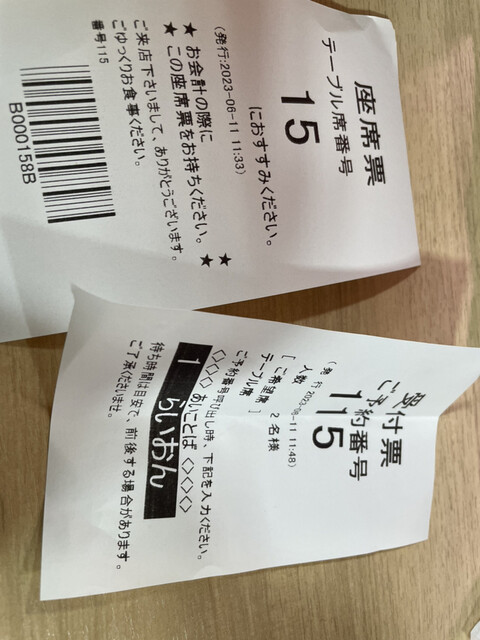 座席票
テーブル席番号
15
におすすみください。
(発行:2023-06-11 11:33)
★ お会計の際に ★
★ この座席票をお持ちください。 ★
ご来店下さいまして、ありがとうございます。
ごゆっくりお食事ください。
番号115
B000158B
受付票
ご予約番号
115
11:48)
人数 2 名様
[ ご希望席
テーブル席 ]
ご予約番号呼び出し時、下記を入力ください。
◇◇◇ あいことば ◇◇◇
1 らいおん
待ち時間は目安で、前後する場合があります。
ご了承くださいませ。